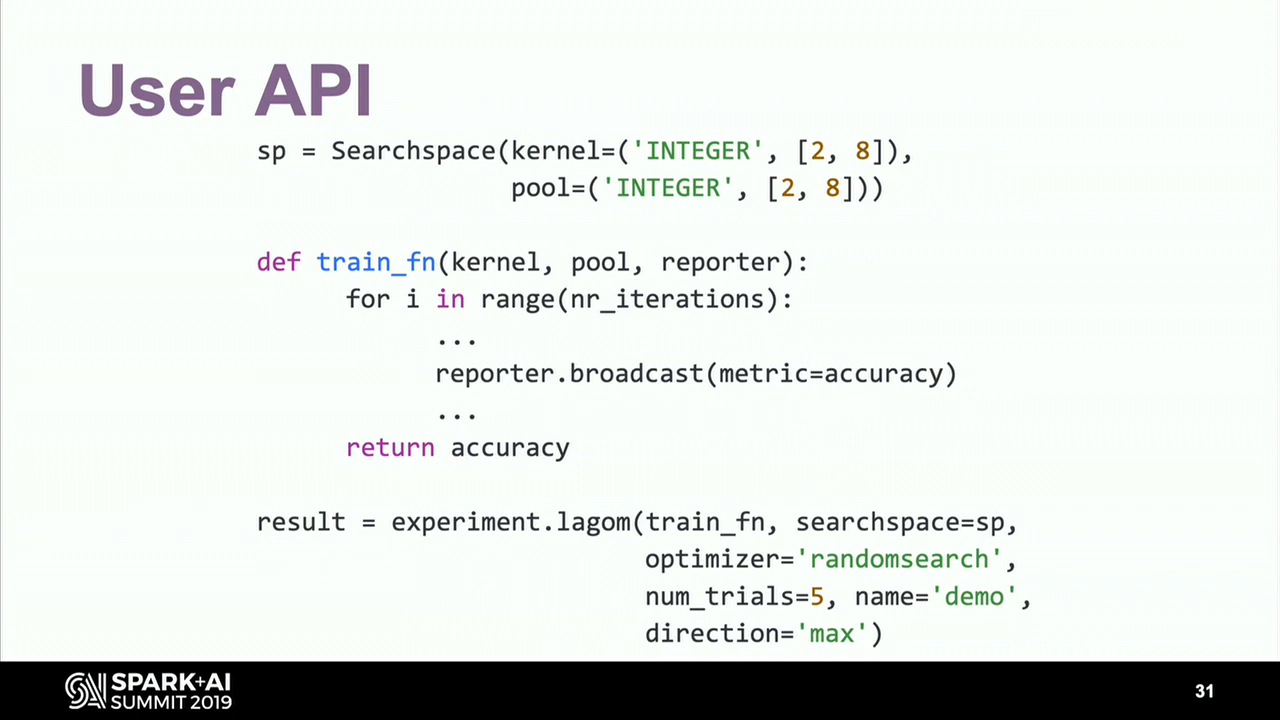 User API
sp = Searchspace(kernel=('INTEGER', [2, 8]),
pool=('INTEGER', [2, 8]))
def train_fn(kernel, pool, reporter):
for i in range(nr_iterations):
...
reporter.broadcast(metric=accuracy)
...
return accuracy
result = experiment.lagom(train_fn, searchspace=sp,
optimizer='randomsearch',
num_trials=5, name='demo',
direction='max')
SPARK+AI
SUMMIT 2019
31